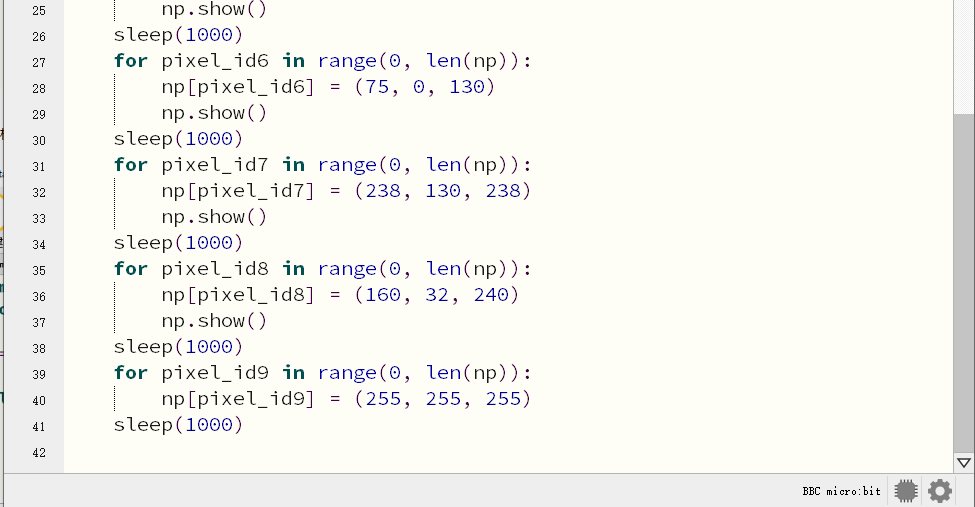 25 np.show()
26 sleep(1000)
27 for pixel_id6 in range(0, len(np)):
28 np[pixel_id6] = (75, 0, 130)
29 np.show()
30 sleep(1000)
31 for pixel_id7 in range(0, len(np)):
32 np[pixel_id7] = (238, 130, 238)
33 np.show()
34 sleep(1000)
35 for pixel_id8 in range(0, len(np)):
36 np[pixel_id8] = (160, 32, 240)
37 np.show()
38 sleep(1000)
39 for pixel_id9 in range(0, len(np)):
40 np[pixel_id9] = (255, 255, 255)
41 sleep(1000)
42
BBC micro:bit